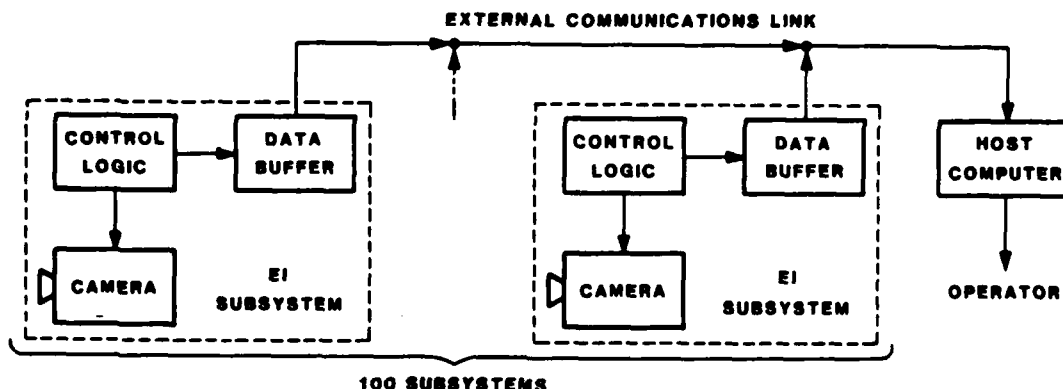 EXTERNAL COMMUNICATIONS LINK
CONTROL
LOGIC
DATA
BUFFER
CAMERA
EI
SUBSYSTEM
CONTROL
LOGIC
DATA
BUFFER
CAMERA
EI
SUBSYSTEM
HOST
COMPUTER
OPERATOR
100 SUBSYSTEMS